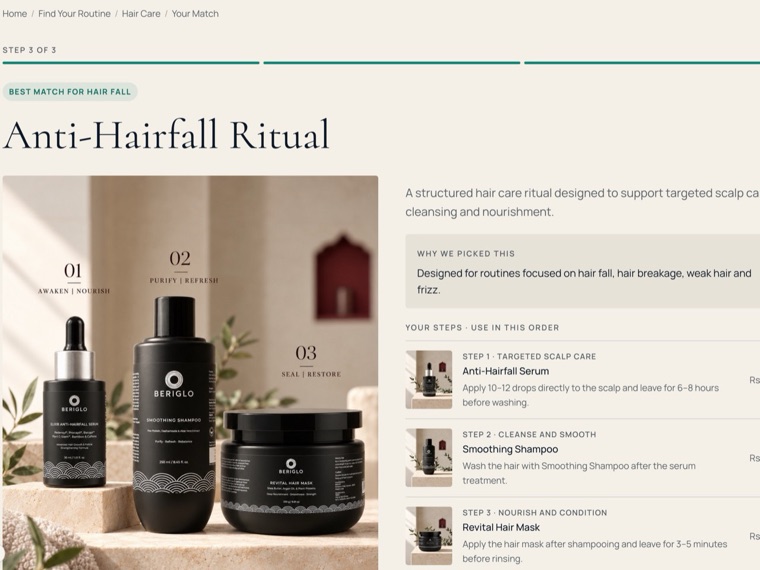 Home / Find Your Routine / Hair Care / Your Match
STEP 3 OF 3
BEST MATCH FOR HAIR FALL
Anti-Hairfall Ritual
01
AWAKEN | NOURISH
02
PURIFY | REFRESH
03
SEAL | RESTORE
BERIGLO
ELIXIR ANTI-HAIRFALL SERUM
BERIGLO
SMOOTHING SHAMPOO
BERIGLO
REVITAL HAIR MASK
A structured hair care ritual designed to support targeted scalp ca
cleansing and nourishment.
WHY WE PICKED THIS
Designed for routines focused on hair fall, hair breakage, weak hair and
frizz.
YOUR STEPS · USE IN THIS ORDER
STEP 1 · TARGETED SCALP CARE
Anti-Hairfall Serum
Rs
Apply 10–12 drops directly to the scalp and leave for 6–8 hours
before washing.
STEP 2 · CLEANSE AND SMOOTH
Smoothing Shampoo
Rs
Wash the hair with Smoothing Shampoo after the serum
treatment.
STEP 3 · NOURISH AND CONDITION
Revital Hair Mask
Rs
Apply the hair mask after shampooing and leave for 3–5 minutes
before rinsing.